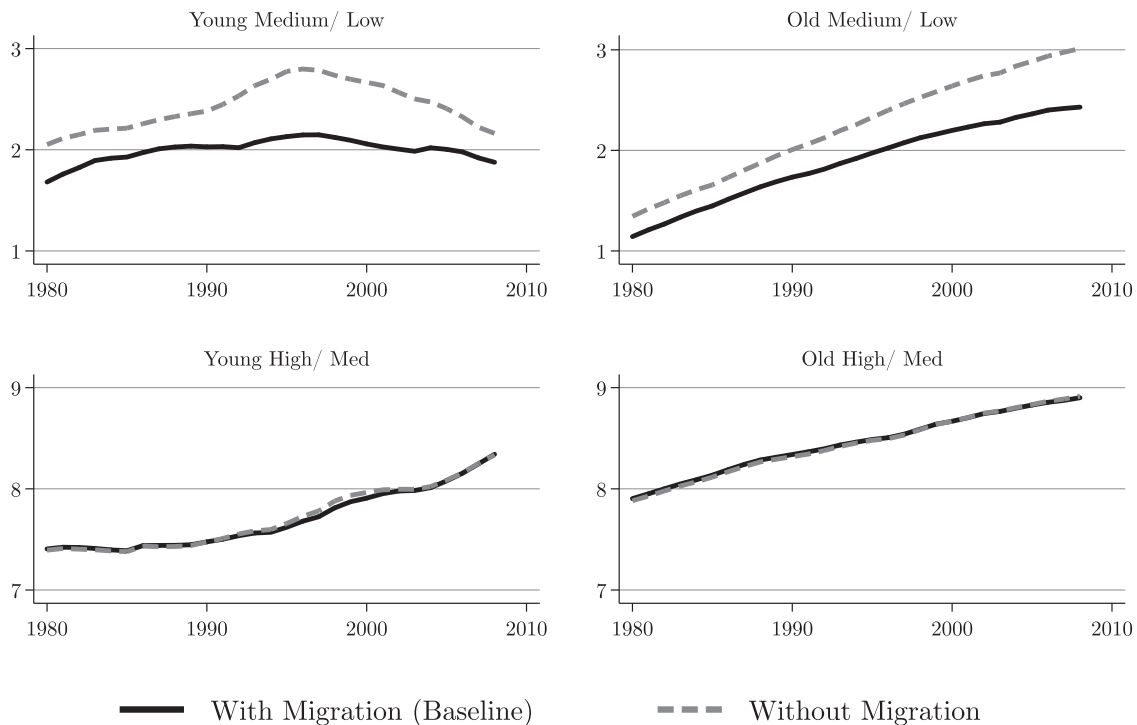 Young Medium/ Low
3
2
1
1980 1990 2000 2010
Old Medium/ Low
3
2
1
1980 1990 2000 2010
Young High/ Med
9
8
7
1980 1990 2000 2010
Old High/ Med
9
8
7
1980 1990 2000 2010
With Migration (Baseline) Without Migration